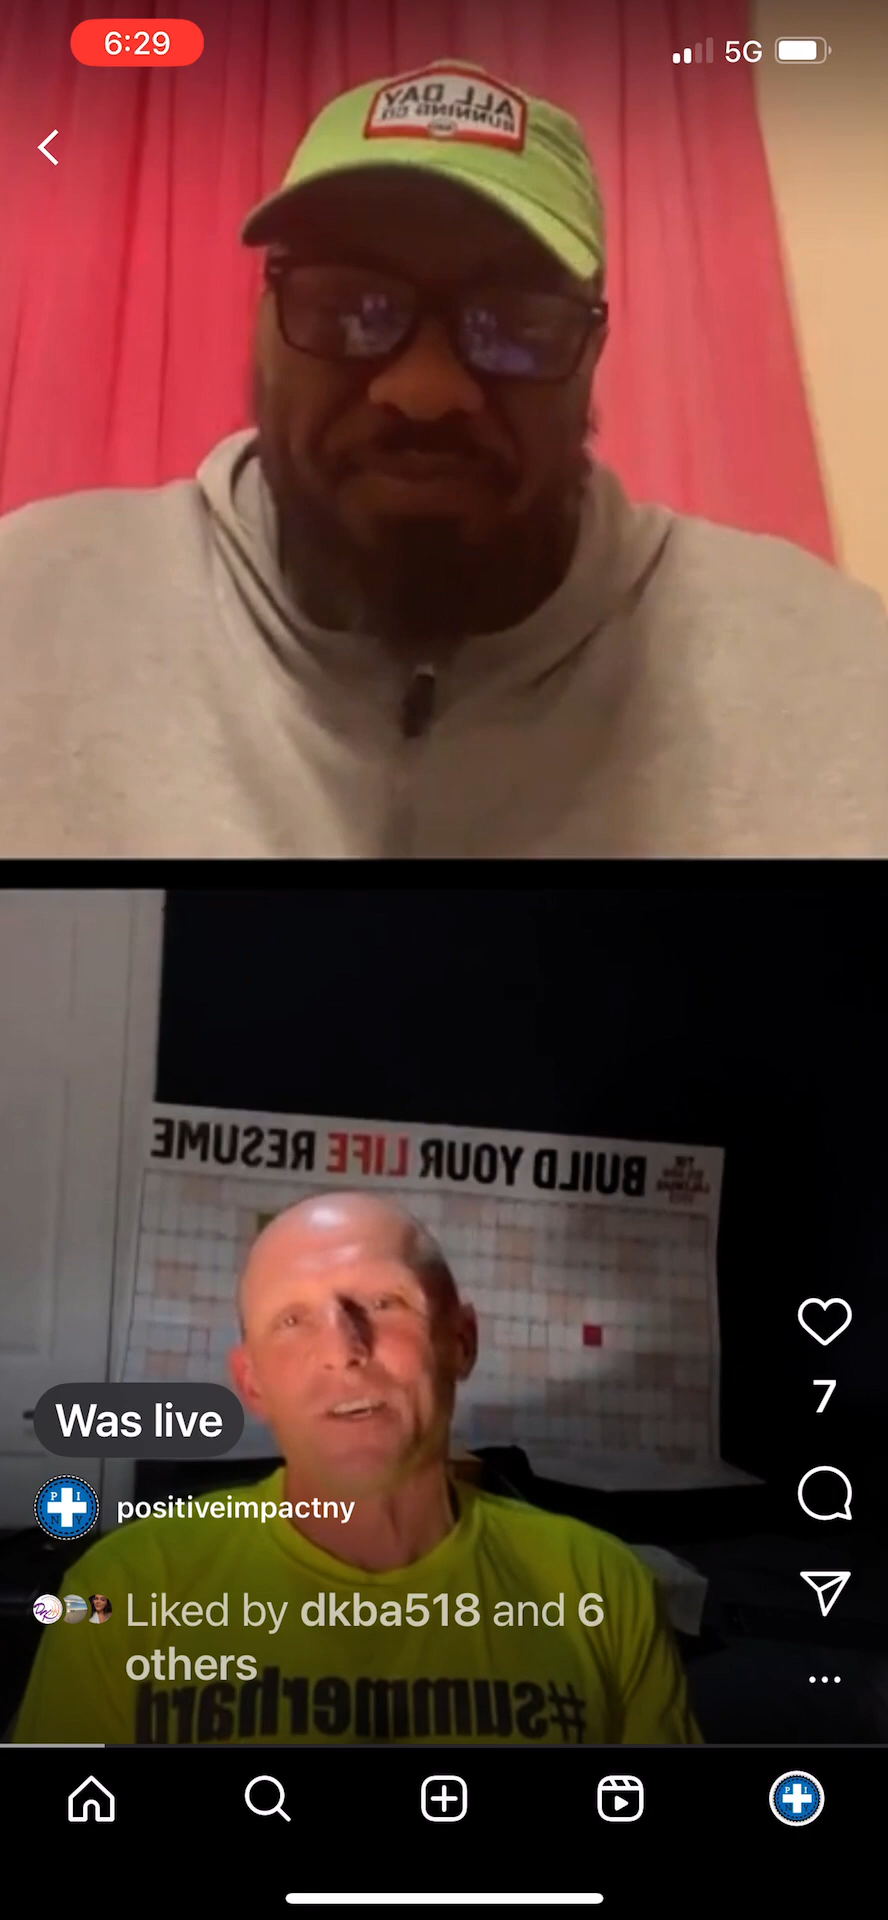 6:29
5G
ALL DAY
RUNNING CO
BUILD YOUR LIFE RESUME
7
Was live
positiveimpactny
Liked by dkba518 and 6
others
#summerhard